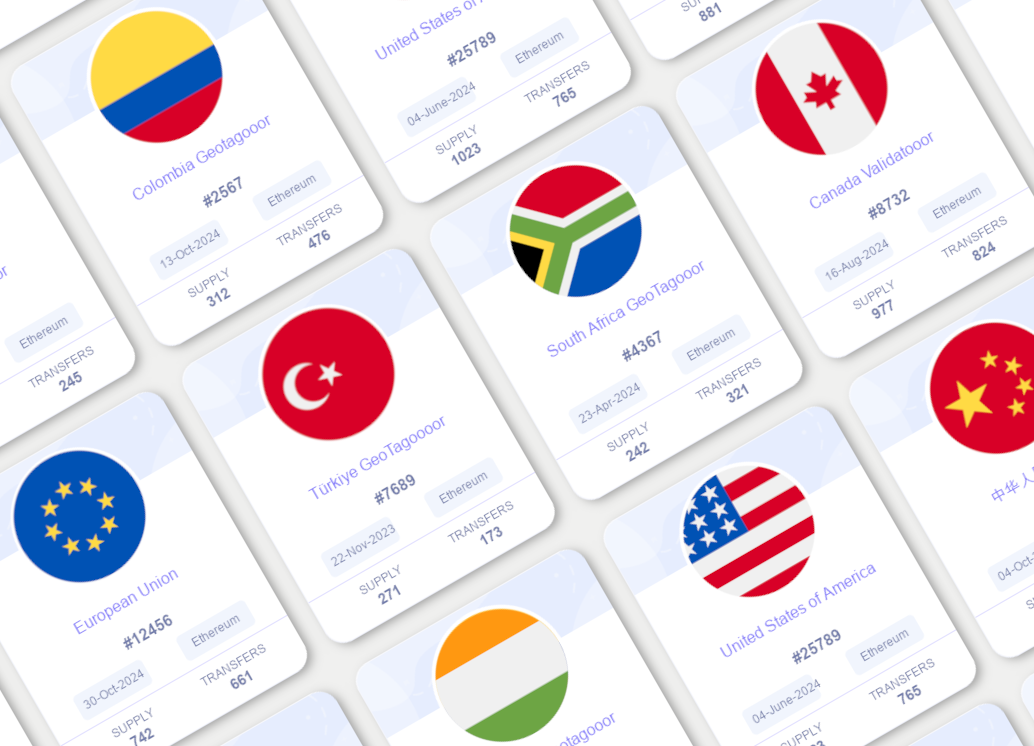 United States of
#25789
04-June-2024
Ethereum
SUPPLY
1023
TRANSFERS
765
881
Colombia Geotagooor
#2567
13-Oct-2024
Ethereum
SUPPLY
312
TRANSFERS
476
Canada Validatooor
#8732
16-Aug-2024
Ethereum
SUPPLY
977
TRANSFERS
824
South Africa GeoTagooor
#4367
23-Apr-2024
Ethereum
SUPPLY
242
TRANSFERS
321
Ethereum
TRANSFERS
245
Türkiye GeoTagoooor
#7689
22-Nov-2023
Ethereum
SUPPLY
271
TRANSFERS
173
European Union
#12456
30-Oct-2024
Ethereum
SUPPLY
742
TRANSFERS
661
United States of America
#25789
04-June-2024
Ethereum
SUPPLY
TRANSFERS
765
中华人
04-Oct-
otagooor